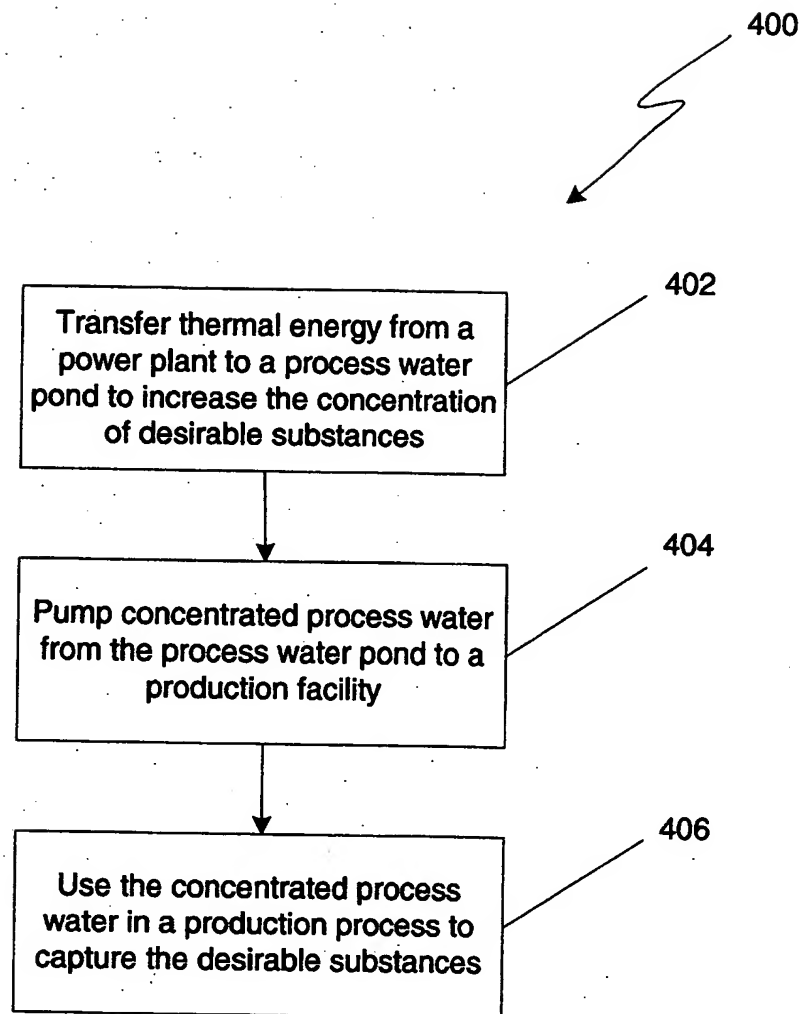 400
402
Transfer thermal energy from a
power plant to a process water
pond to increase the concentration
of desirable substances
404
Pump concentrated process water
from the process water pond to a
production facility
406
Use the concentrated process
water in a production process to
capture the desirable substances